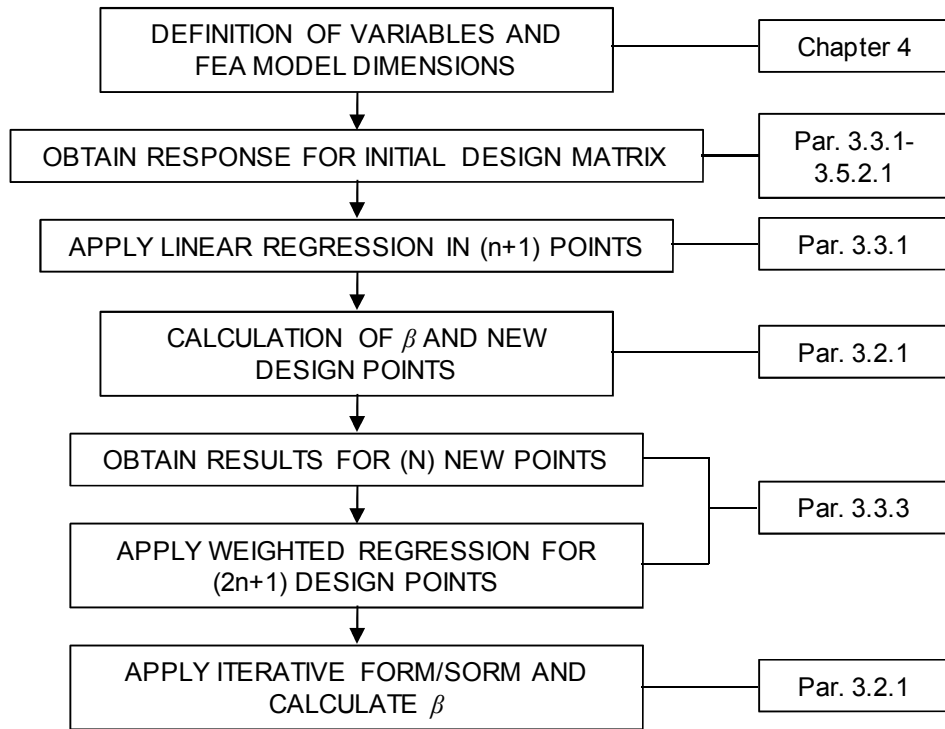 DEFINITION OF VARIABLES AND
FEA MODEL DIMENSIONS
Chapter 4
OBTAIN RESPONSE FOR INITIAL DESIGN MATRIX
Par. 3.3.1-
3.5.2.1
APPLY LINEAR REGRESSION IN (n+1) POINTS
Par. 3.3.1
CALCULATION OF β AND NEW
DESIGN POINTS
Par. 3.2.1
OBTAIN RESULTS FOR (N) NEW POINTS
APPLY WEIGHTED REGRESSION FOR
(2n+1) DESIGN POINTS
Par. 3.3.3
APPLY ITERATIVE FORM/SORM AND
CALCULATE β
Par. 3.2.1